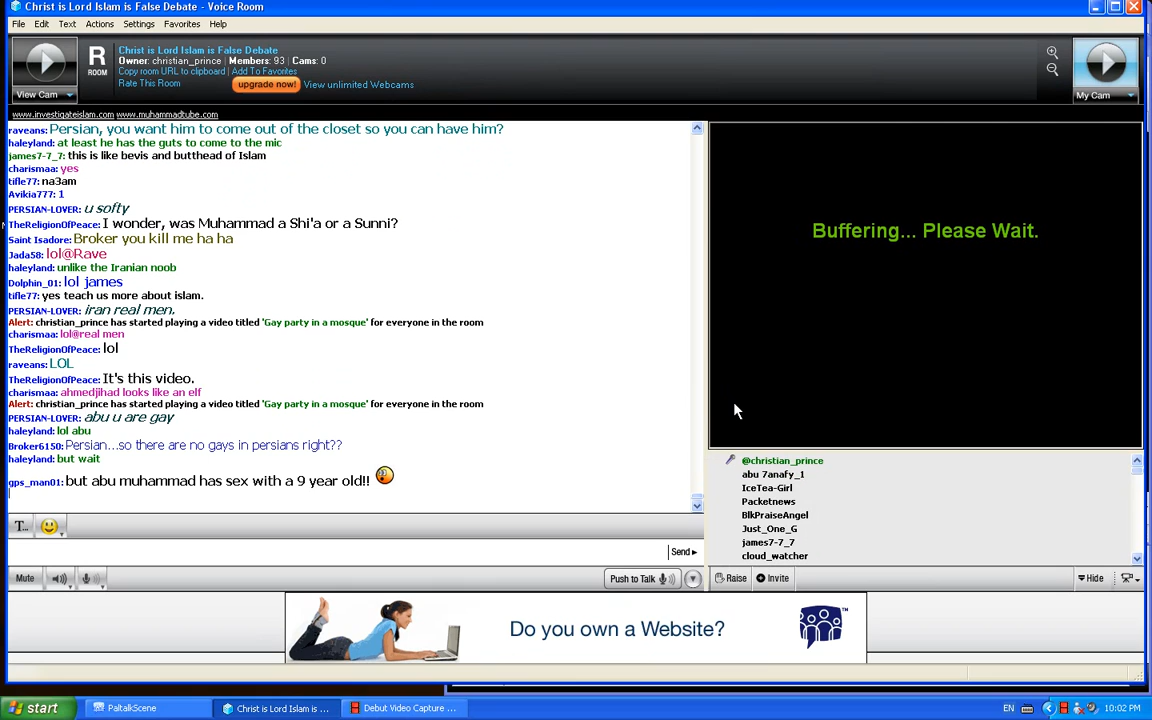 Christ is Lord Islam is False Debate - Voice Room
File Edit Text Actions Settings Favorites Help
View Cam
R
ROOM
Christ is Lord Islam is False Debate
Owner: christian_prince | Members: 93 | Cams: 0
Copy room URL to clipboard | Add To Favorites
Rate This Room
upgrade now! View unlimited Webcams
My Cam
www.investigateislam.com www.muhammadtube.com
raveans: Persian, you want him to come out of the closet so you can have him?
haleyland: at least he has the guts to come to the mic
james7-7_7: this is like bevis and butthead of Islam
charismaa: yes
tifle77: na3am
Avikia777: 1
PERSIAN-LOVER: u softy
TheReligionOfPeace: I wonder, was Muhammad a Shi'a or a Sunni?
Saint Isadore: Broker you kill me ha ha
Jada58: lol@Rave
haleyland: unlike the Iranian noob
Dolphin_01: lol james
tifle77: yes teach us more about islam.
PERSIAN-LOVER: iran real men.
Alert: christian_prince has started playing a video titled 'Gay party in a mosque' for everyone in the room
charismaa: lol@real men
TheReligionOfPeace: lol
raveans: LOL
TheReligionOfPeace: It's this video.
charismaa: ahmedjihad looks like an elf
Alert: christian_prince has started playing a video titled 'Gay party in a mosque' for everyone in the room
PERSIAN-LOVER: abu u are gay
haleyland: lol abu
Broker6150: Persian...so there are no gays in persians right??
haleyland: but wait
gps_man01: but abu muhammad has sex with a 9 year old!!
Buffering... Please Wait.
@christian_prince
abu 7anafy_1
IceTea-Girl
Packetnews
BlkPraiseAngel
Just_One_G
james7-7_7
cloud_watcher
T...
Send
Mute
Push to Talk
Raise
Invite
Hide
Do you own a Website?
TM
start
PaltalkScene
Christ is Lord Islam is ...
Debut Video Capture ...
EN
10:02 PM